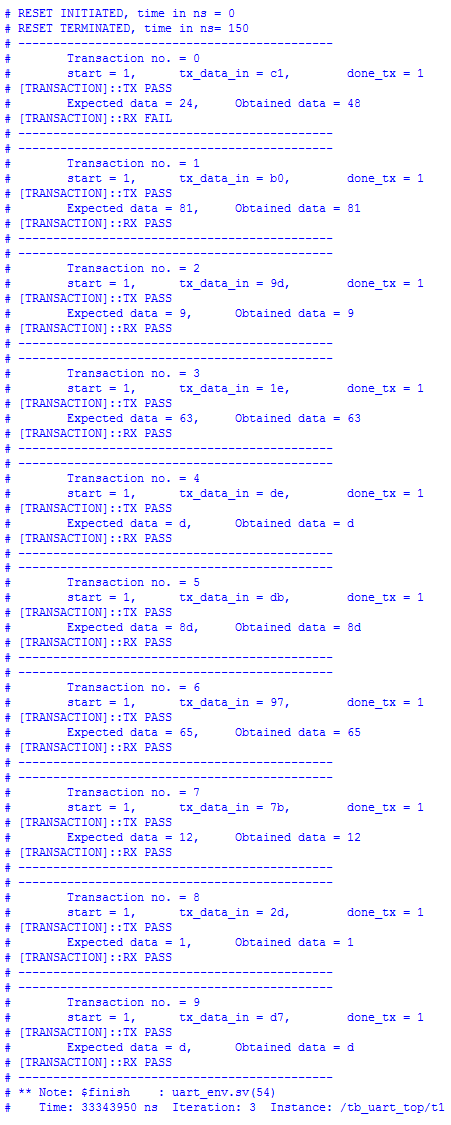 # RESET INITIATED, time in ns = 0
# RESET TERMINATED, time in ns= 150
# ---------------------------------------------
#        Transaction no. = 0
#        start = 1,      tx_data_in = c1,        done_tx = 1
# [TRANSACTION]::TX PASS
#        Expected data = 24,     Obtained data = 48
# [TRANSACTION]::RX FAIL
# ---------------------------------------------
# ---------------------------------------------
#        Transaction no. = 1
#        start = 1,      tx_data_in = b0,        done_tx = 1
# [TRANSACTION]::TX PASS
#        Expected data = 81,     Obtained data = 81
# [TRANSACTION]::RX PASS
# ---------------------------------------------
# ---------------------------------------------
#        Transaction no. = 2
#        start = 1,      tx_data_in = 9d,        done_tx = 1
# [TRANSACTION]::TX PASS
#        Expected data = 9,      Obtained data = 9
# [TRANSACTION]::RX PASS
# ---------------------------------------------
# ---------------------------------------------
#        Transaction no. = 3
#        start = 1,      tx_data_in = 1e,        done_tx = 1
# [TRANSACTION]::TX PASS
#        Expected data = 63,     Obtained data = 63
# [TRANSACTION]::RX PASS
# ---------------------------------------------
# ---------------------------------------------
#        Transaction no. = 4
#        start = 1,      tx_data_in = de,        done_tx = 1
# [TRANSACTION]::TX PASS
#        Expected data = d,      Obtained data = d
# [TRANSACTION]::RX PASS
# ---------------------------------------------
# ---------------------------------------------
#        Transaction no. = 5
#        start = 1,      tx_data_in = db,        done_tx = 1
# [TRANSACTION]::TX PASS
#        Expected data = 8d,     Obtained data = 8d
# [TRANSACTION]::RX PASS
# ---------------------------------------------
# ---------------------------------------------
#        Transaction no. = 6
#        start = 1,      tx_data_in = 97,        done_tx = 1
# [TRANSACTION]::TX PASS
#        Expected data = 65,     Obtained data = 65
# [TRANSACTION]::RX PASS
# ---------------------------------------------
# ---------------------------------------------
#        Transaction no. = 7
#        start = 1,      tx_data_in = 7b,        done_tx = 1
# [TRANSACTION]::TX PASS
#        Expected data = 12,     Obtained data = 12
# [TRANSACTION]::RX PASS
# ---------------------------------------------
# ---------------------------------------------
#        Transaction no. = 8
#        start = 1,      tx_data_in = 2d,        done_tx = 1
# [TRANSACTION]::TX PASS
#        Expected data = 1,      Obtained data = 1
# [TRANSACTION]::RX PASS
# ---------------------------------------------
# ---------------------------------------------
#        Transaction no. = 9
#        start = 1,      tx_data_in = d7,        done_tx = 1
# [TRANSACTION]::TX PASS
#        Expected data = d,      Obtained data = d
# [TRANSACTION]::RX PASS
# ---------------------------------------------
# ** Note: $finish    : uart_env.sv(54)
#    Time: 33343950 ns  Iteration: 3  Instance: /tb_uart_top/t1